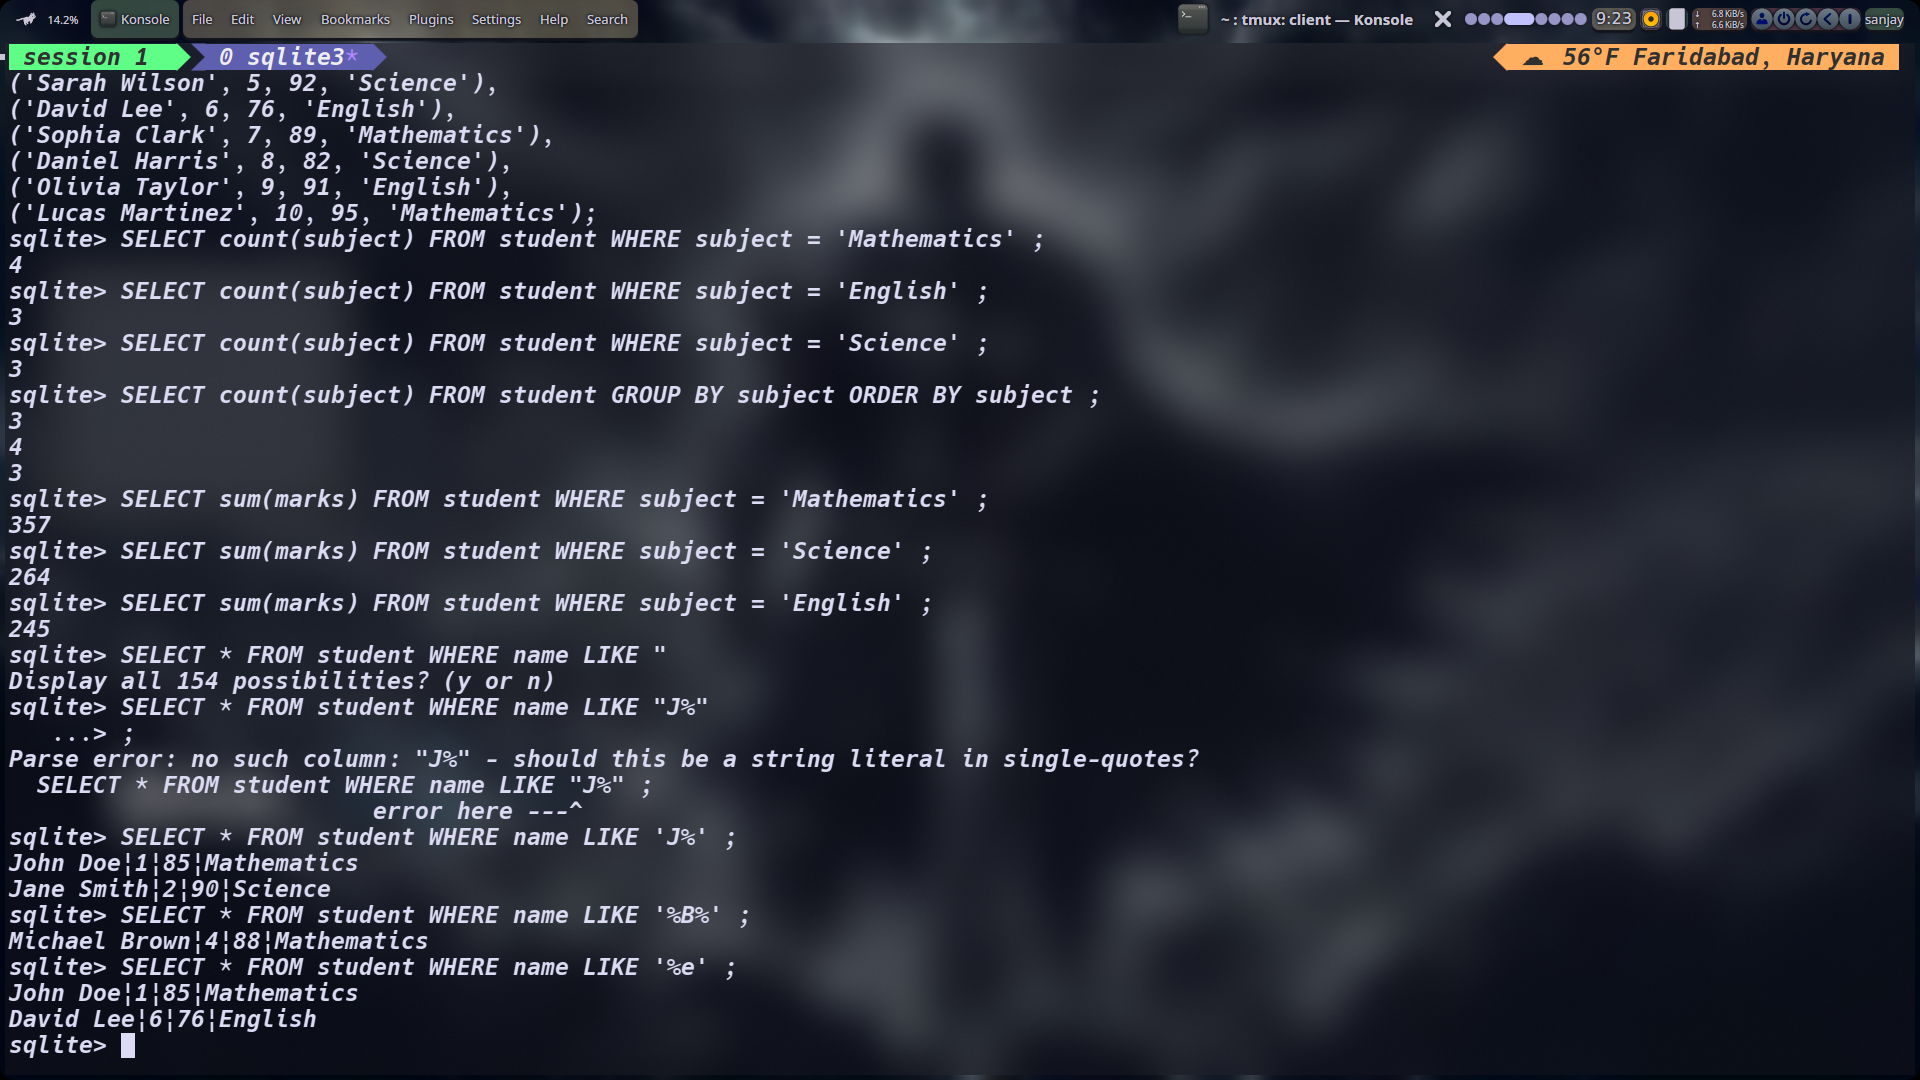 14.2% Konsole File Edit View Bookmarks Plugins Settings Help Search ~ : tmux: client — Konsole 9:23 ↓ 6.8 KiB/s ↑ 6.6 KiB/s sanjay
session 1 0 sqlite3* ☁ 56°F Faridabad, Haryana
('Sarah Wilson', 5, 92, 'Science'),
('David Lee', 6, 76, 'English'),
('Sophia Clark', 7, 89, 'Mathematics'),
('Daniel Harris', 8, 82, 'Science'),
('Olivia Taylor', 9, 91, 'English'),
('Lucas Martinez', 10, 95, 'Mathematics');
sqlite> SELECT count(subject) FROM student WHERE subject = 'Mathematics' ;
4
sqlite> SELECT count(subject) FROM student WHERE subject = 'English' ;
3
sqlite> SELECT count(subject) FROM student WHERE subject = 'Science' ;
3
sqlite> SELECT count(subject) FROM student GROUP BY subject ORDER BY subject ;
3
4
3
sqlite> SELECT sum(marks) FROM student WHERE subject = 'Mathematics' ;
357
sqlite> SELECT sum(marks) FROM student WHERE subject = 'Science' ;
264
sqlite> SELECT sum(marks) FROM student WHERE subject = 'English' ;
245
sqlite> SELECT * FROM student WHERE name LIKE "
Display all 154 possibilities? (y or n)
sqlite> SELECT * FROM student WHERE name LIKE "J%"
   ...> ;
Parse error: no such column: "J%" - should this be a string literal in single-quotes?
  SELECT * FROM student WHERE name LIKE "J%" ;
                          error here ---^
sqlite> SELECT * FROM student WHERE name LIKE 'J%' ;
John Doe|1|85|Mathematics
Jane Smith|2|90|Science
sqlite> SELECT * FROM student WHERE name LIKE '%B%' ;
Michael Brown|4|88|Mathematics
sqlite> SELECT * FROM student WHERE name LIKE '%e' ;
John Doe|1|85|Mathematics
David Lee|6|76|English
sqlite>